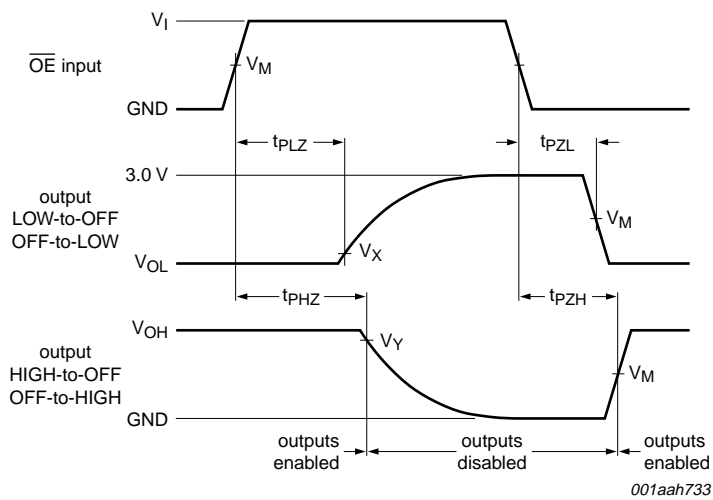 V_I
OE input
V_M
GND
t_PLZ
t_PZL
3.0 V
output
LOW-to-OFF
OFF-to-LOW
V_M
V_X
V_OL
t_PHZ
t_PZH
V_OH
output
HIGH-to-OFF
OFF-to-HIGH
V_Y
V_M
GND
outputs
enabled
outputs
disabled
outputs
enabled
001aah733